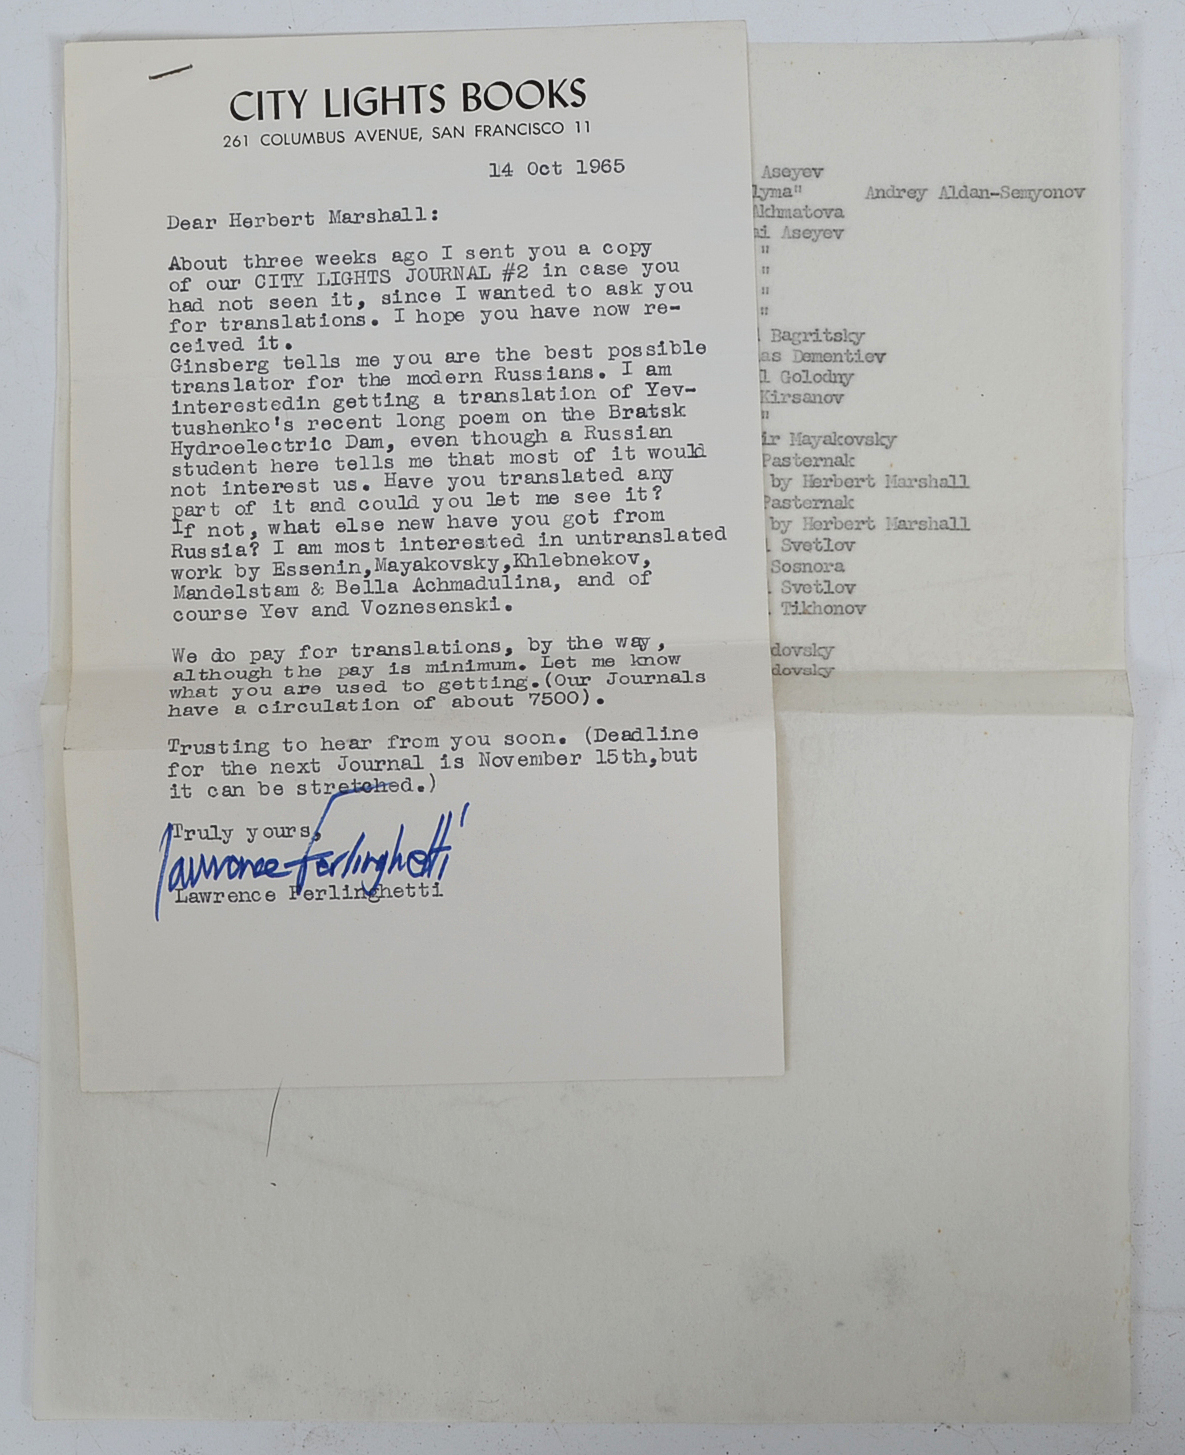 CITY LIGHTS BOOKS
261 COLUMBUS AVENUE, SAN FRANCISCO 11
14 Oct 1965
Dear Herbert Marshall:
About three weeks ago I sent you a copy
of our CITY LIGHTS JOURNAL #2 in case you
had not seen it, since I wanted to ask you
for translations. I hope you have now re-
ceived it.
Ginsberg tells me you are the best possible
translator for the modern Russians. I am
interestedin getting a translation of Yev-
tushenko's recent long poem on the Bratsk
Hydroelectric Dam, even though a Russian
student here tells me that most of it would
not interest us. Have you translated any
part of it and could you let me see it?
If not, what else new have you got from
Russia? I am most interested in untranslated
work by Essenin,Mayakovsky,Khlebnekov,
Mandelstam & Bella Achmadulina, and of
course Yev and Voznesenski.
We do pay for translations, by the way,
although the pay is minimum. Let me know
what you are used to getting.(Our Journals
have a circulation of about 7500).
Trusting to hear from you soon. (Deadline
for the next Journal is November 15th,but
it can be stretched.)
Truly yours,
Lawrence Ferlinghetti
Lawrence Ferlinghetti
Aseyev
lyma" Andrey Aldan-Semyonov
Akhmatova
ai Aseyev
"
"
"
"
l Bagritsky
as Dementiev
l Golodny
Kirsanov
"
ir Mayakovsky
Pasternak
by Herbert Marshall
Pasternak
by Herbert Marshall
l Svetlov
Sosnora
l Svetlov
. Tikhonov
dovsky
dovsky